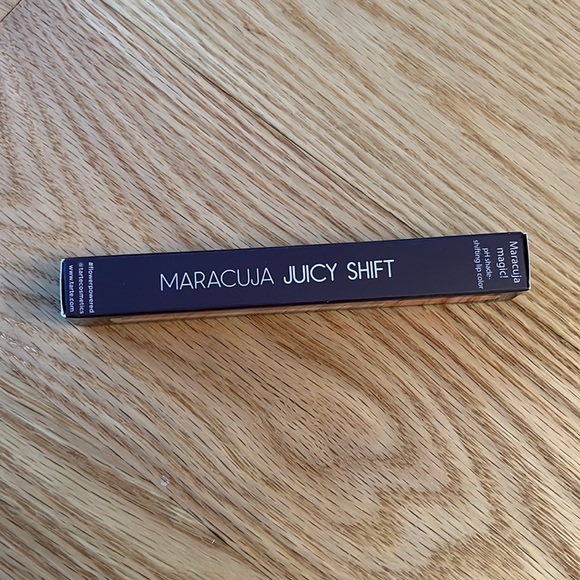 MARACUJA JUICY SHIFT
Maracuja
magic!
pH shade-
shifting lip color
#flowerpowered
@tartecosmetics
www.tarte.com